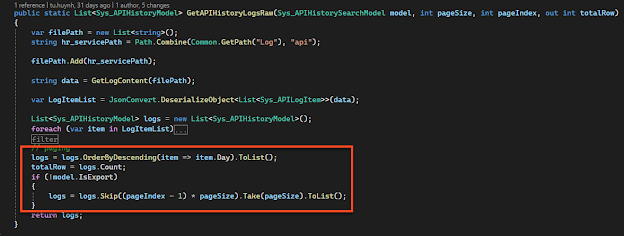 1 reference | tu.huynh, 31 days ago | 1 author, 5 changes
public static List<Sys_APIHistoryModel> GetAPIHistoryLogsRaw(Sys_APIHistorySearchModel model, int pageSize, int pageIndex, out int totalRow)
{
var filePath = new List<string>();
string hr_servicePath = Path.Combine(Common.GetPath("Log"), "api");
filePath.Add(hr_servicePath);
string data = GetLogContent(filePath);
var LogItemList = JsonConvert.DeserializeObject<List<Sys_APILogItem>>(data);
List<Sys_APIHistoryModel> logs = new List<Sys_APIHistoryModel>();
foreach (var item in LogItemList)...
filter
// paging
logs = logs.OrderByDescending(item => item.Day).ToList();
totalRow = logs.Count;
if (!model.IsExport)
{
logs = logs.Skip((pageIndex - 1) * pageSize).Take(pageSize).ToList();
}
return logs;
}